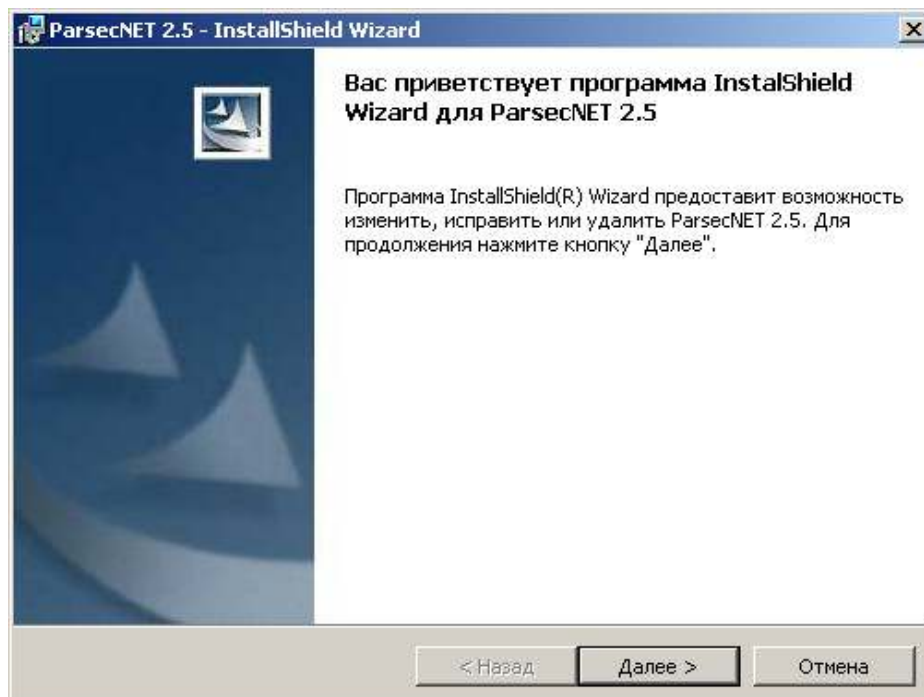 ParsecNET 2.5 - InstallShield Wizard
Вас приветствует программа InstalShield
Wizard для ParsecNET 2.5
Программа InstallShield(R) Wizard предоставит возможность
изменить, исправить или удалить ParsecNET 2.5. Для
продолжения нажмите кнопку "Далее".
< Назад
Далее >
Отмена